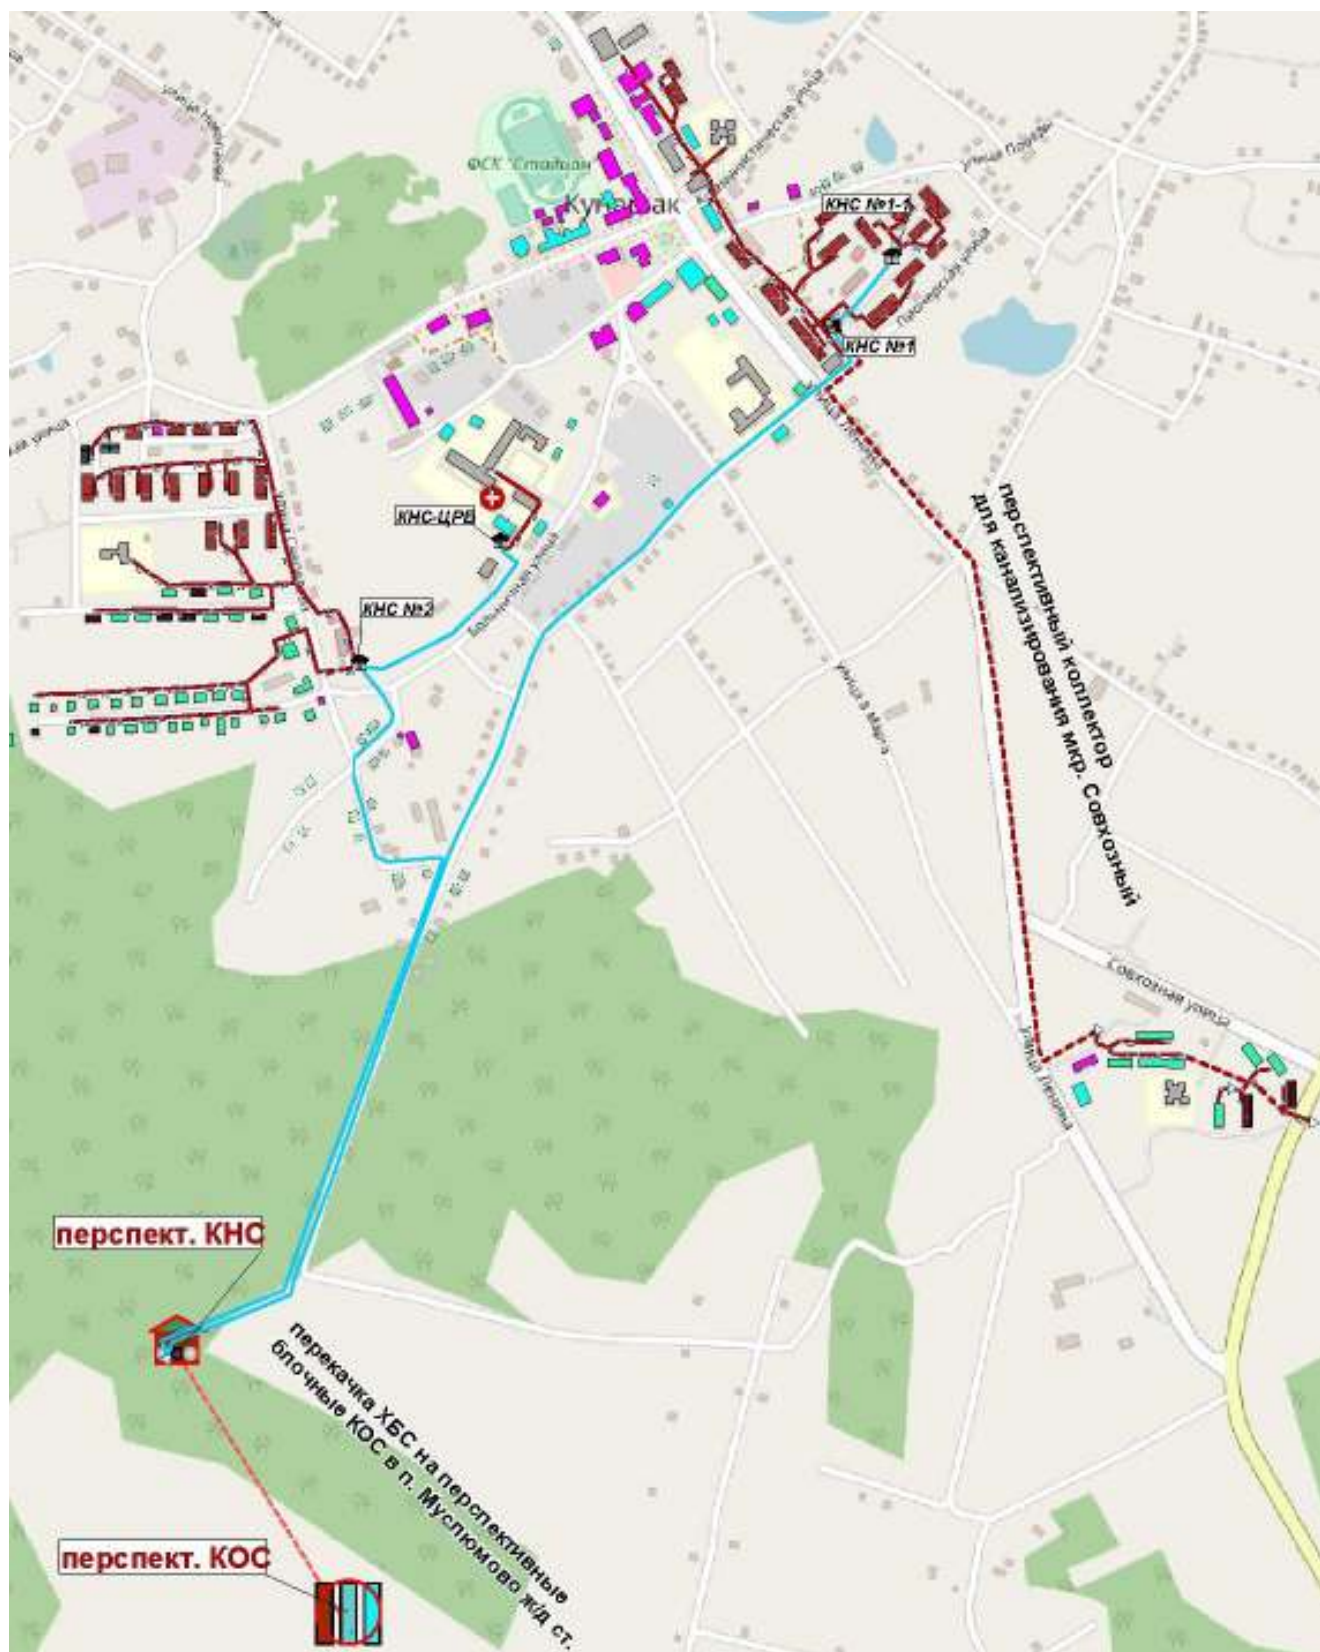 улица Победы
ФСК "Стадион"
Кунашак
КНС №1-1
Пионерская улица
КНС №1
КНС-ЦРБ
Больничная улица
КНС №2
перспективный коллектор
для канализирования мкр. Совхозный
улица 8 Марта
Совхозная улица
улица Ленина
перспект. КНС
перекачка ХБС на перспективные
блочные КОС в п. Муслюмово ж/д ст.
перспект. КОС